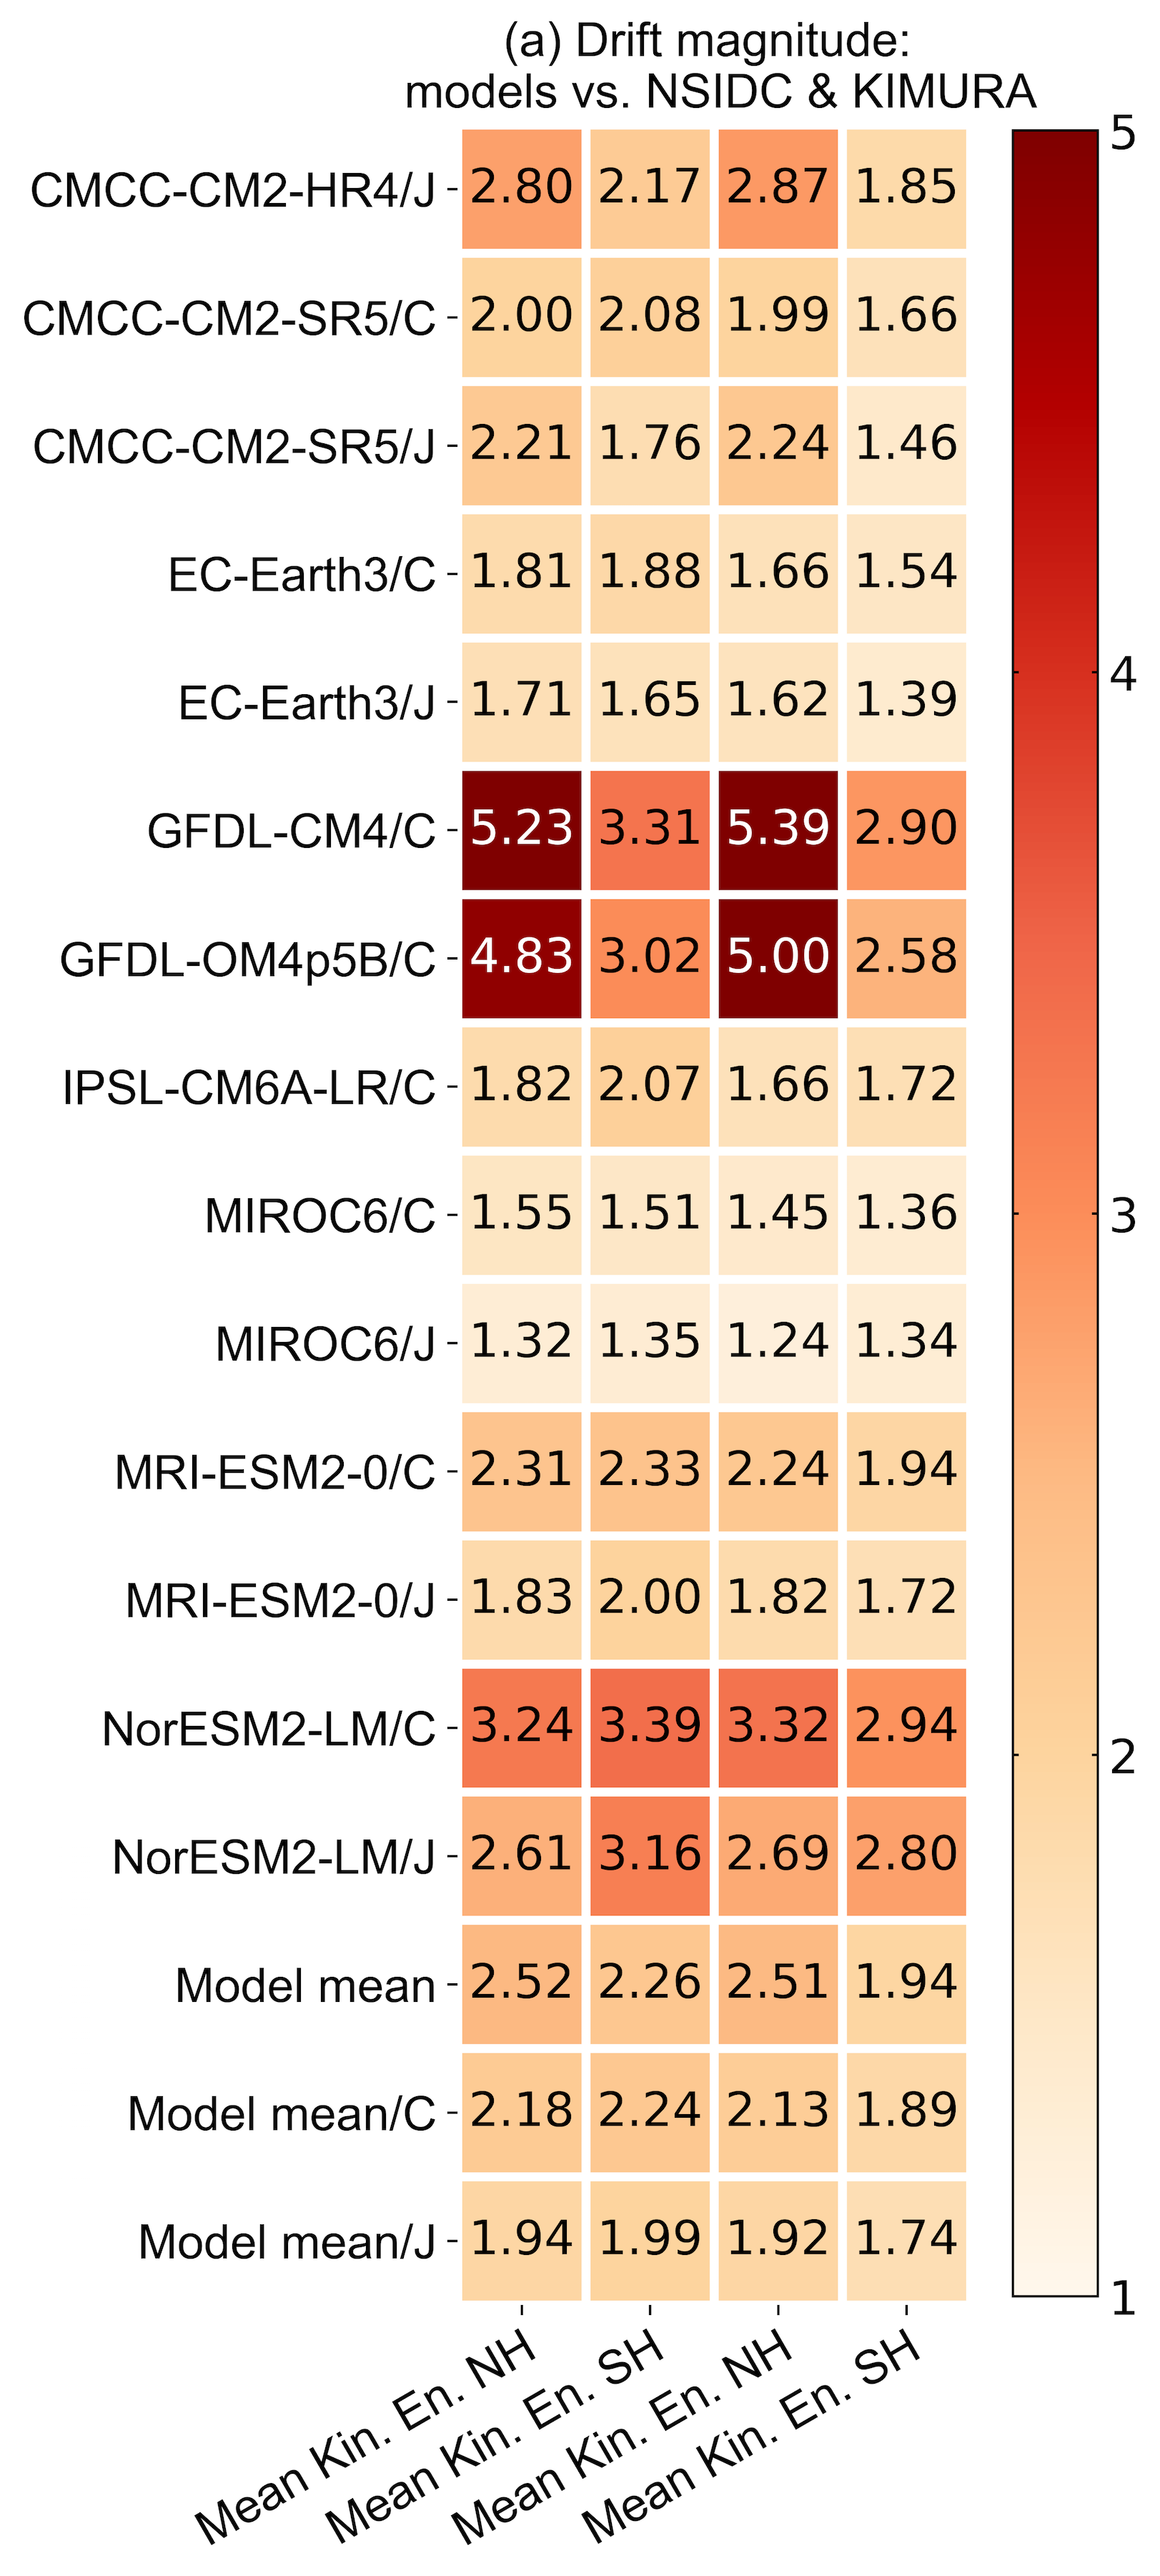 (a) Drift magnitude:
models vs. NSIDC & KIMURA
CMCC-CM2-HR4/J 2.80 2.17 2.87 1.85
CMCC-CM2-SR5/C 2.00 2.08 1.99 1.66
CMCC-CM2-SR5/J 2.21 1.76 2.24 1.46
EC-Earth3/C 1.81 1.88 1.66 1.54
EC-Earth3/J 1.71 1.65 1.62 1.39
GFDL-CM4/C 5.23 3.31 5.39 2.90
GFDL-OM4p5B/C 4.83 3.02 5.00 2.58
IPSL-CM6A-LR/C 1.82 2.07 1.66 1.72
MIROC6/C 1.55 1.51 1.45 1.36
MIROC6/J 1.32 1.35 1.24 1.34
MRI-ESM2-0/C 2.31 2.33 2.24 1.94
MRI-ESM2-0/J 1.83 2.00 1.82 1.72
NorESM2-LM/C 3.24 3.39 3.32 2.94
NorESM2-LM/J 2.61 3.16 2.69 2.80
Model mean 2.52 2.26 2.51 1.94
Model mean/C 2.18 2.24 2.13 1.89
Model mean/J 1.94 1.99 1.92 1.74
Mean Kin. En. NH
Mean Kin. En. SH
Mean Kin. En. NH
Mean Kin. En. SH
5
4
3
2
1